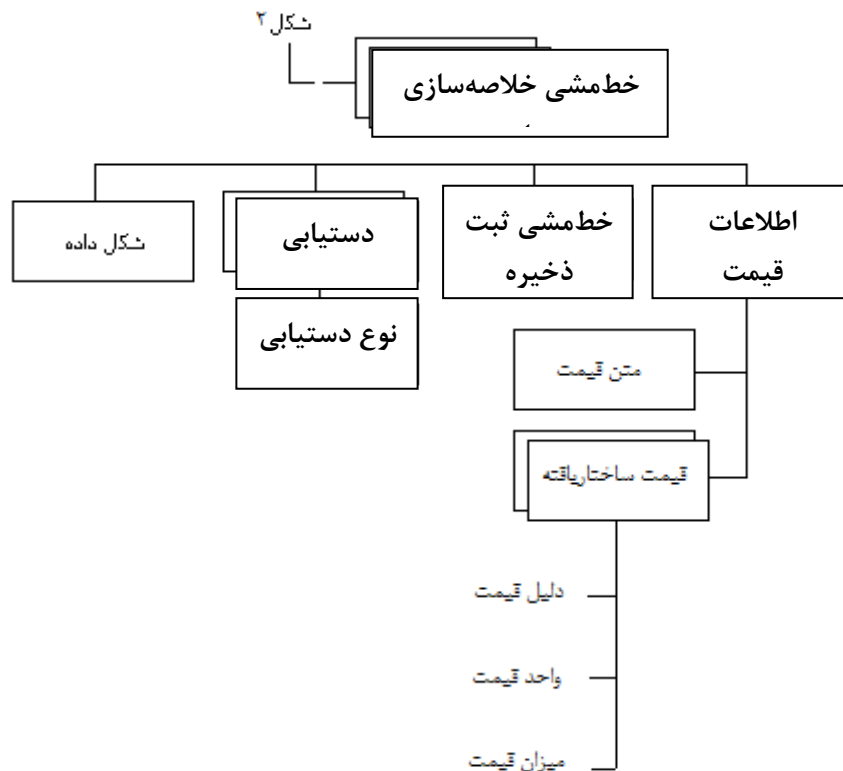 شکل ۳
خط‌مشی خلاصه‌سازی
اطلاعات
قیمت
خط‌مشی ثبت
ذخیره
دستیابی
شکل داده
نوع دستیابی
متن قیمت
قیمت ساختاریافته
دلیل قیمت
واحد قیمت
میزان قیمت